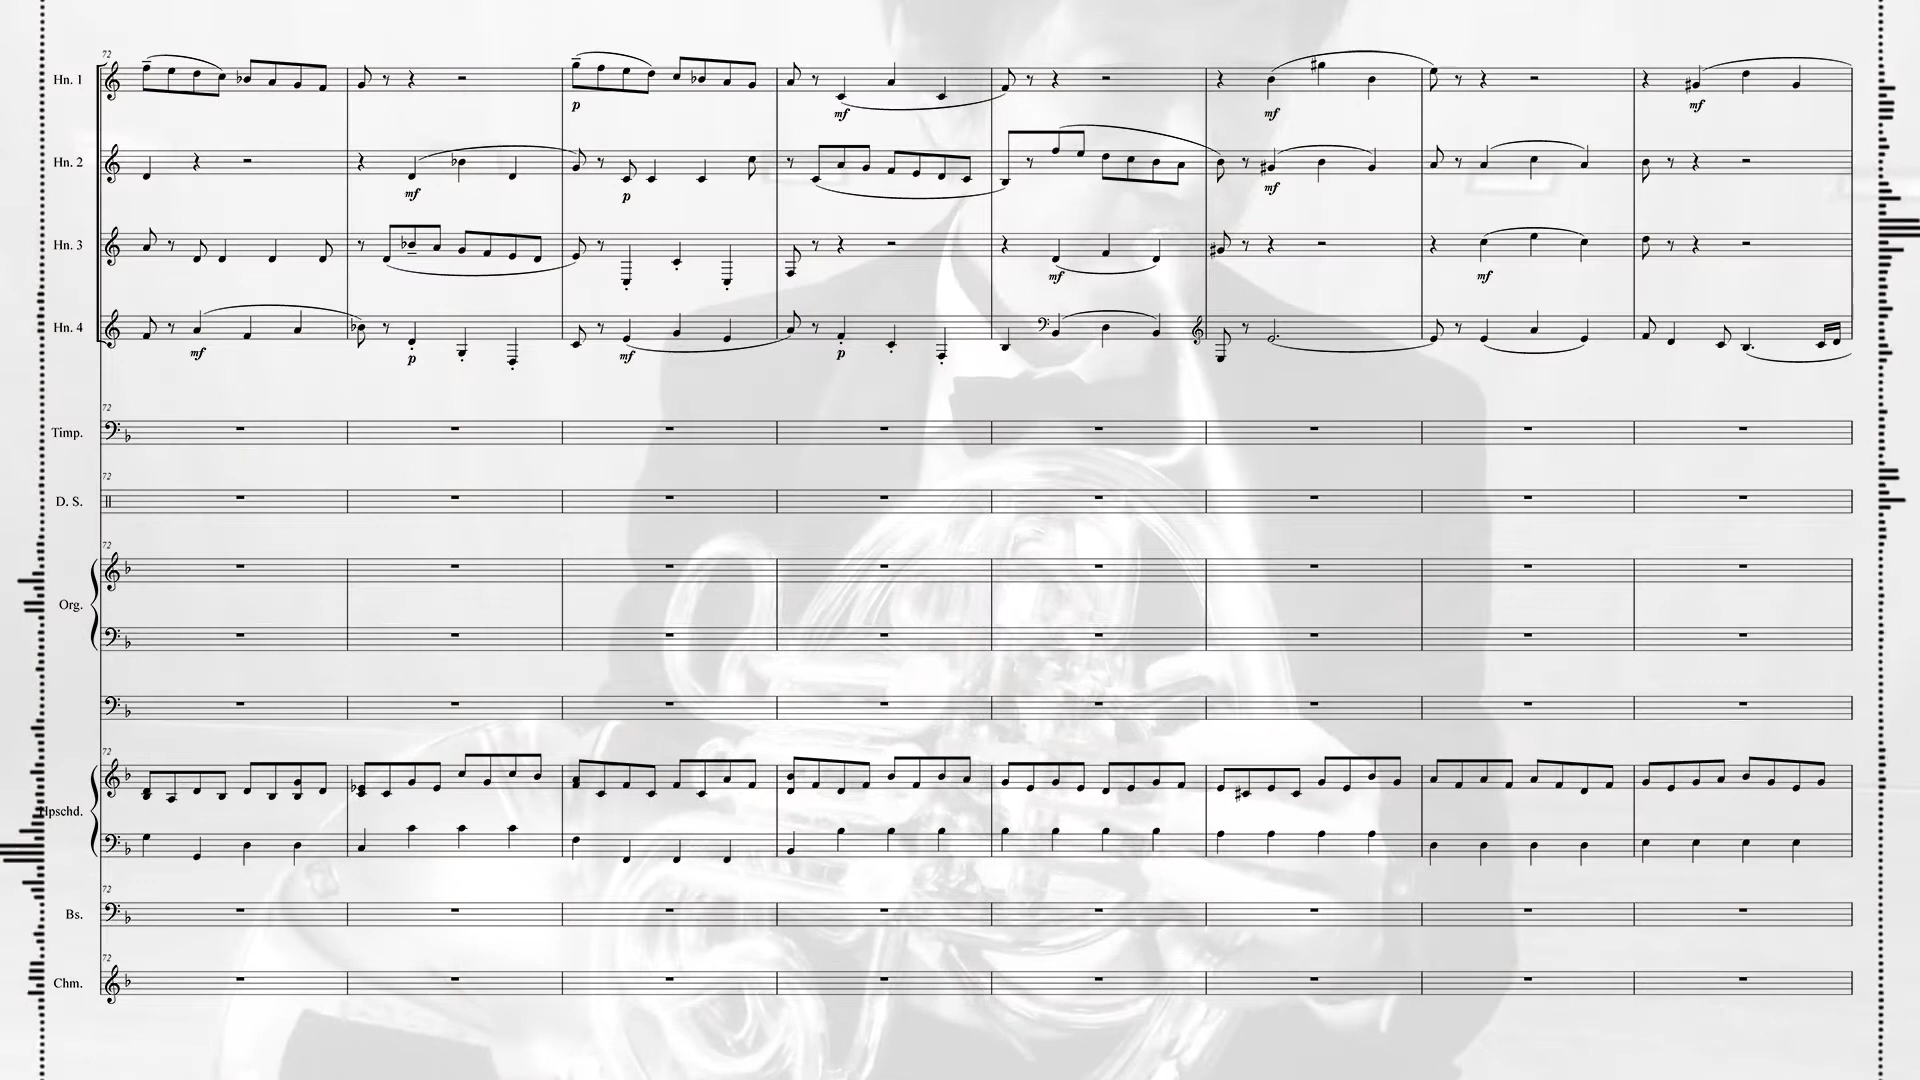 72
Hn. 1
p
mf
mf
mf
Hn. 2
mf
p
mf
Hn. 3
mf
mf
Hn. 4
mf
p
mf
p
72
Timp.
72
D. S.
72
Org.
72
Hpschd.
72
Bs.
72
Chm.